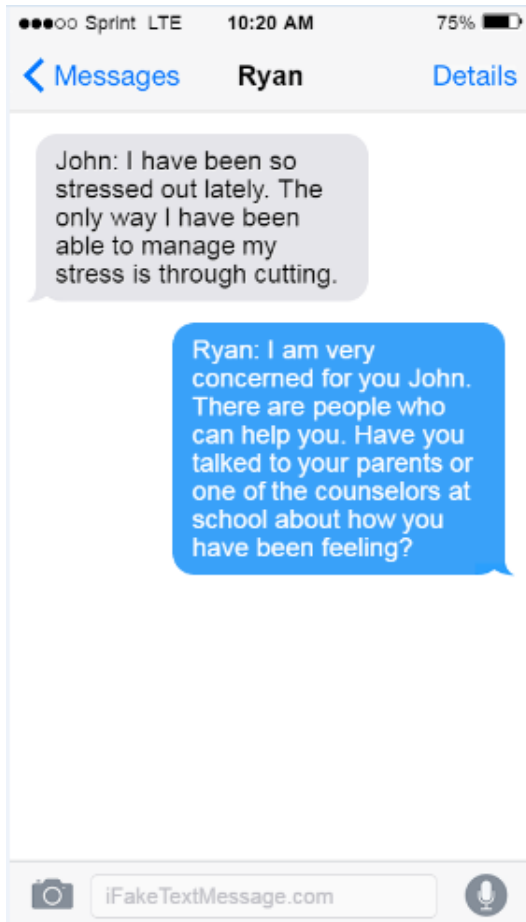 Sprint LTE 10:20 AM 75%
Messages Ryan Details
John: I have been so
stressed out lately. The
only way I have been
able to manage my
stress is through cutting.
Ryan: I am very
concerned for you John.
There are people who
can help you. Have you
talked to your parents or
one of the counselors at
school about how you
have been feeling?
iFakeTextMessage.com